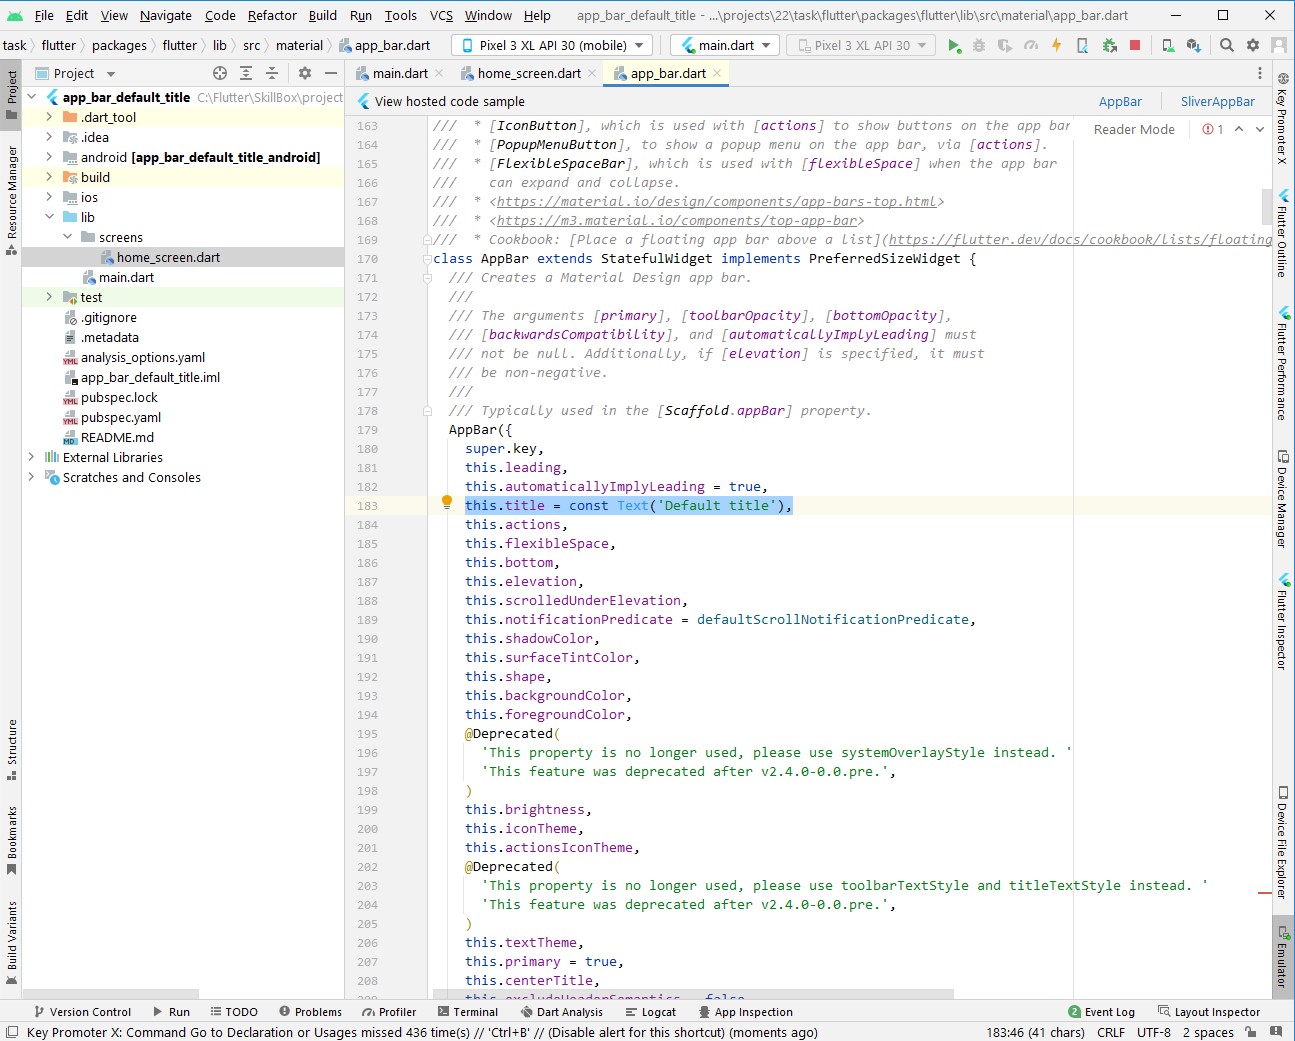 File Edit View Navigate Code Refactor Build Run Tools VCS Window Help app_bar_default_title - ...\projects\22\task\flutter\packages\flutter\lib\src\material\app_bar.dart
task flutter packages flutter lib src material app_bar.dart Pixel 3 XL API 30 (mobile) main.dart Pixel 3 XL API 30
Project main.dart home_screen.dart app_bar.dart
app_bar_default_title C:\Flutter\SkillBox\project
.dart_tool
.idea
android [app_bar_default_title_android]
build
ios
lib
screens
home_screen.dart
main.dart
test
.gitignore
.metadata
analysis_options.yaml
app_bar_default_title.iml
pubspec.lock
pubspec.yaml
README.md
External Libraries
Scratches and Consoles
Project
Resource Manager
Structure
Bookmarks
Build Variants
View hosted code sample AppBar SliverAppBar
Reader Mode 1
163 /// * [IconButton], which is used with [actions] to show buttons on the app bar
164 /// * [PopupMenuButton], to show a popup menu on the app bar, via [actions].
165 /// * [FlexibleSpaceBar], which is used with [flexibleSpace] when the app bar
166 /// can expand and collapse.
167 /// * <https://material.io/design/components/app-bars-top.html>
168 /// * <https://m3.material.io/components/top-app-bar>
169 /// * Cookbook: [Place a floating app bar above a list](https://flutter.dev/docs/cookbook/lists/floating
170 class AppBar extends StatefulWidget implements PreferredSizeWidget {
171 /// Creates a Material Design app bar.
172 ///
173 /// The arguments [primary], [toolbarOpacity], [bottomOpacity],
174 /// [backwardsCompatibility], and [automaticallyImplyLeading] must
175 /// not be null. Additionally, if [elevation] is specified, it must
176 /// be non-negative.
177 ///
178 /// Typically used in the [Scaffold.appBar] property.
179 AppBar({
180 super.key,
181 this.leading,
182 this.automaticallyImplyLeading = true,
183 this.title = const Text('Default title'),
184 this.actions,
185 this.flexibleSpace,
186 this.bottom,
187 this.elevation,
188 this.scrolledUnderElevation,
189 this.notificationPredicate = defaultScrollNotificationPredicate,
190 this.shadowColor,
191 this.surfaceTintColor,
192 this.shape,
193 this.backgroundColor,
194 this.foregroundColor,
195 @Deprecated(
196 'This property is no longer used, please use systemOverlayStyle instead. '
197 'This feature was deprecated after v2.4.0-0.0.pre.',
198 )
199 this.brightness,
200 this.iconTheme,
201 this.actionsIconTheme,
202 @Deprecated(
203 'This property is no longer used, please use toolbarTextStyle and titleTextStyle instead. '
204 'This feature was deprecated after v2.4.0-0.0.pre.',
205 )
206 this.textTheme,
207 this.primary = true,
208 this.centerTitle,
209 this.excludeHeaderSemantics = false,
Key Promoter X
Flutter Outline
Flutter Performance
Device Manager
Flutter Inspector
Device File Explorer
Emulator
Version Control Run TODO Problems Profiler Terminal Dart Analysis Logcat App Inspection 2 Event Log Layout Inspector
Key Promoter X: Command Go to Declaration or Usages missed 436 time(s) // 'Ctrl+B' // (Disable alert for this shortcut) (moments ago) 183:46 (41 chars) CRLF UTF-8 2 spaces